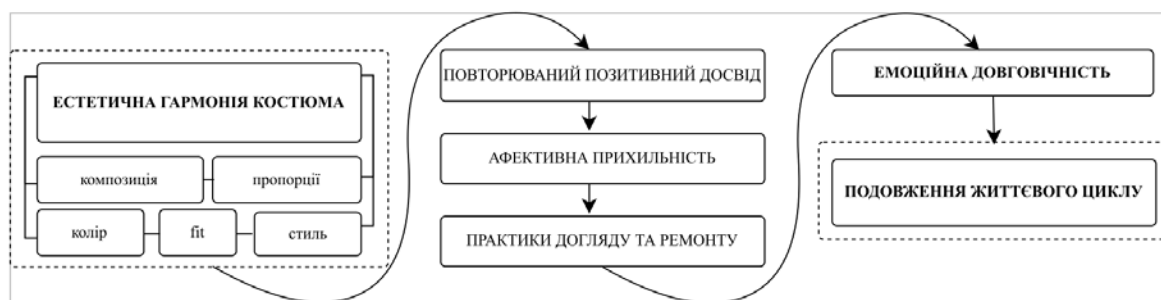 ЕСТЕТИЧНА ГАРМОНІЯ КОСТЮМА
композиція
пропорції
колір
fit
стиль
ПОВТОРЮВАНИЙ ПОЗИТИВНИЙ ДОСВІД
АФЕКТИВНА ПРИХИЛЬНІСТЬ
ПРАКТИКИ ДОГЛЯДУ ТА РЕМОНТУ
ЕМОЦІЙНА ДОВГОВІЧНІСТЬ
ПОДОВЖЕННЯ ЖИТТЄВОГО ЦИКЛУ